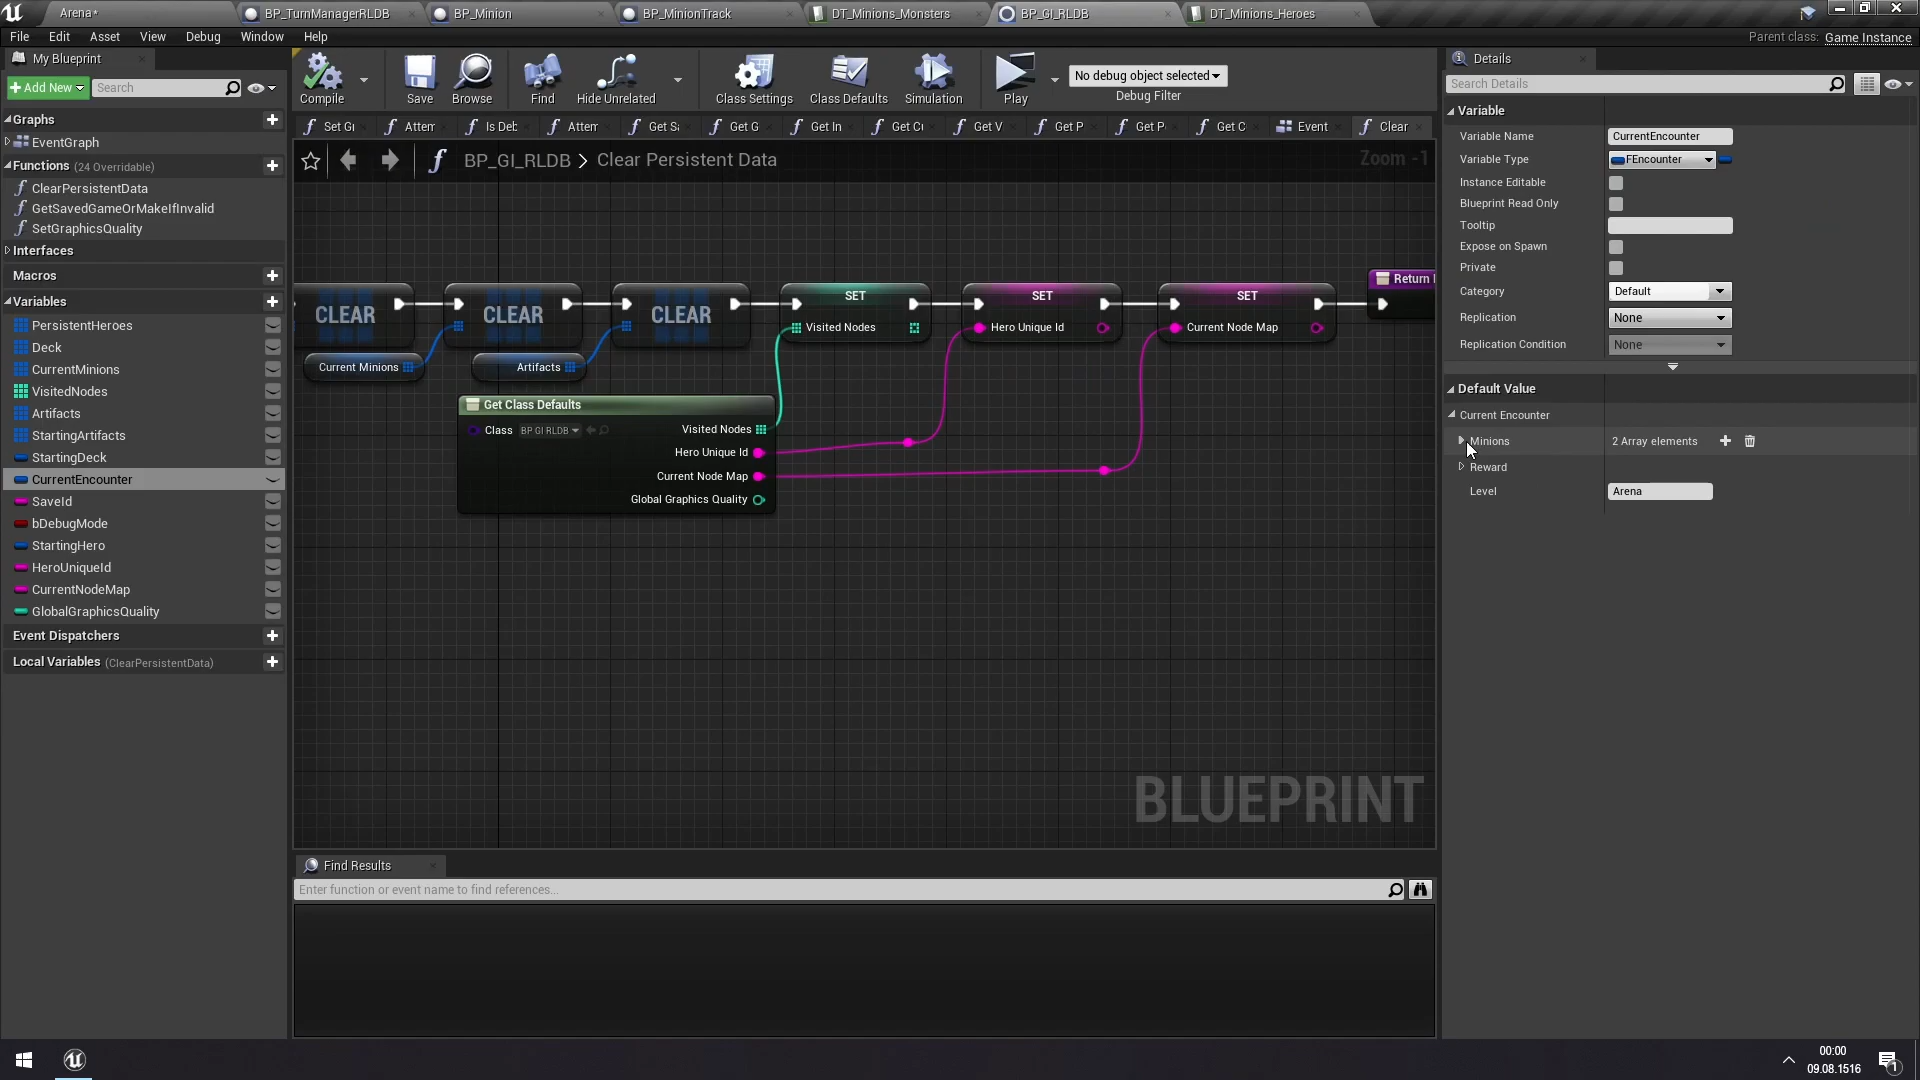 Arena*
BP_TurnManagerRLDB
BP_Minion
BP_MinionTrack
DT_Minions_Monsters
BP_GI_RLDB
DT_Minions_Heroes
File Edit Asset View Debug Window Help
Parent class: Game Instance
My Blueprint
Add New
Search
Compile
Save
Browse
Find
Hide Unrelated
Class Settings
Class Defaults
Simulation
Play
No debug object selected
Debug Filter
Set Gi
Attem
Is Deb
Attem
Get Sa
Get G
Get In
Get Cu
Get V
Get P
Get P
Get C
Event
Clear
BP_GI_RLDB > Clear Persistent Data
Zoom -1
Graphs
EventGraph
Functions (24 Overridable)
ClearPersistentData
GetSavedGameOrMakeIfInvalid
SetGraphicsQuality
Interfaces
Macros
Variables
PersistentHeroes
Deck
CurrentMinions
VisitedNodes
Artifacts
StartingArtifacts
StartingDeck
CurrentEncounter
SaveId
bDebugMode
StartingHero
HeroUniqueId
CurrentNodeMap
GlobalGraphicsQuality
Event Dispatchers
Local Variables (ClearPersistentData)
CLEAR
CLEAR
CLEAR
Current Minions
Artifacts
SET
Visited Nodes
SET
Hero Unique Id
SET
Current Node Map
Return
Get Class Defaults
Class BP GI RLDB
Visited Nodes
Hero Unique Id
Current Node Map
Global Graphics Quality
BLUEPRINT
Find Results
Enter function or event name to find references...
Details
Search Details
Variable
Variable Name CurrentEncounter
Variable Type FEncounter
Instance Editable
Blueprint Read Only
Tooltip
Expose on Spawn
Private
Category Default
Replication None
Replication Condition None
Default Value
Current Encounter
Minions 2 Array elements
Reward
Level Arena
00:00
09.08.1516
1